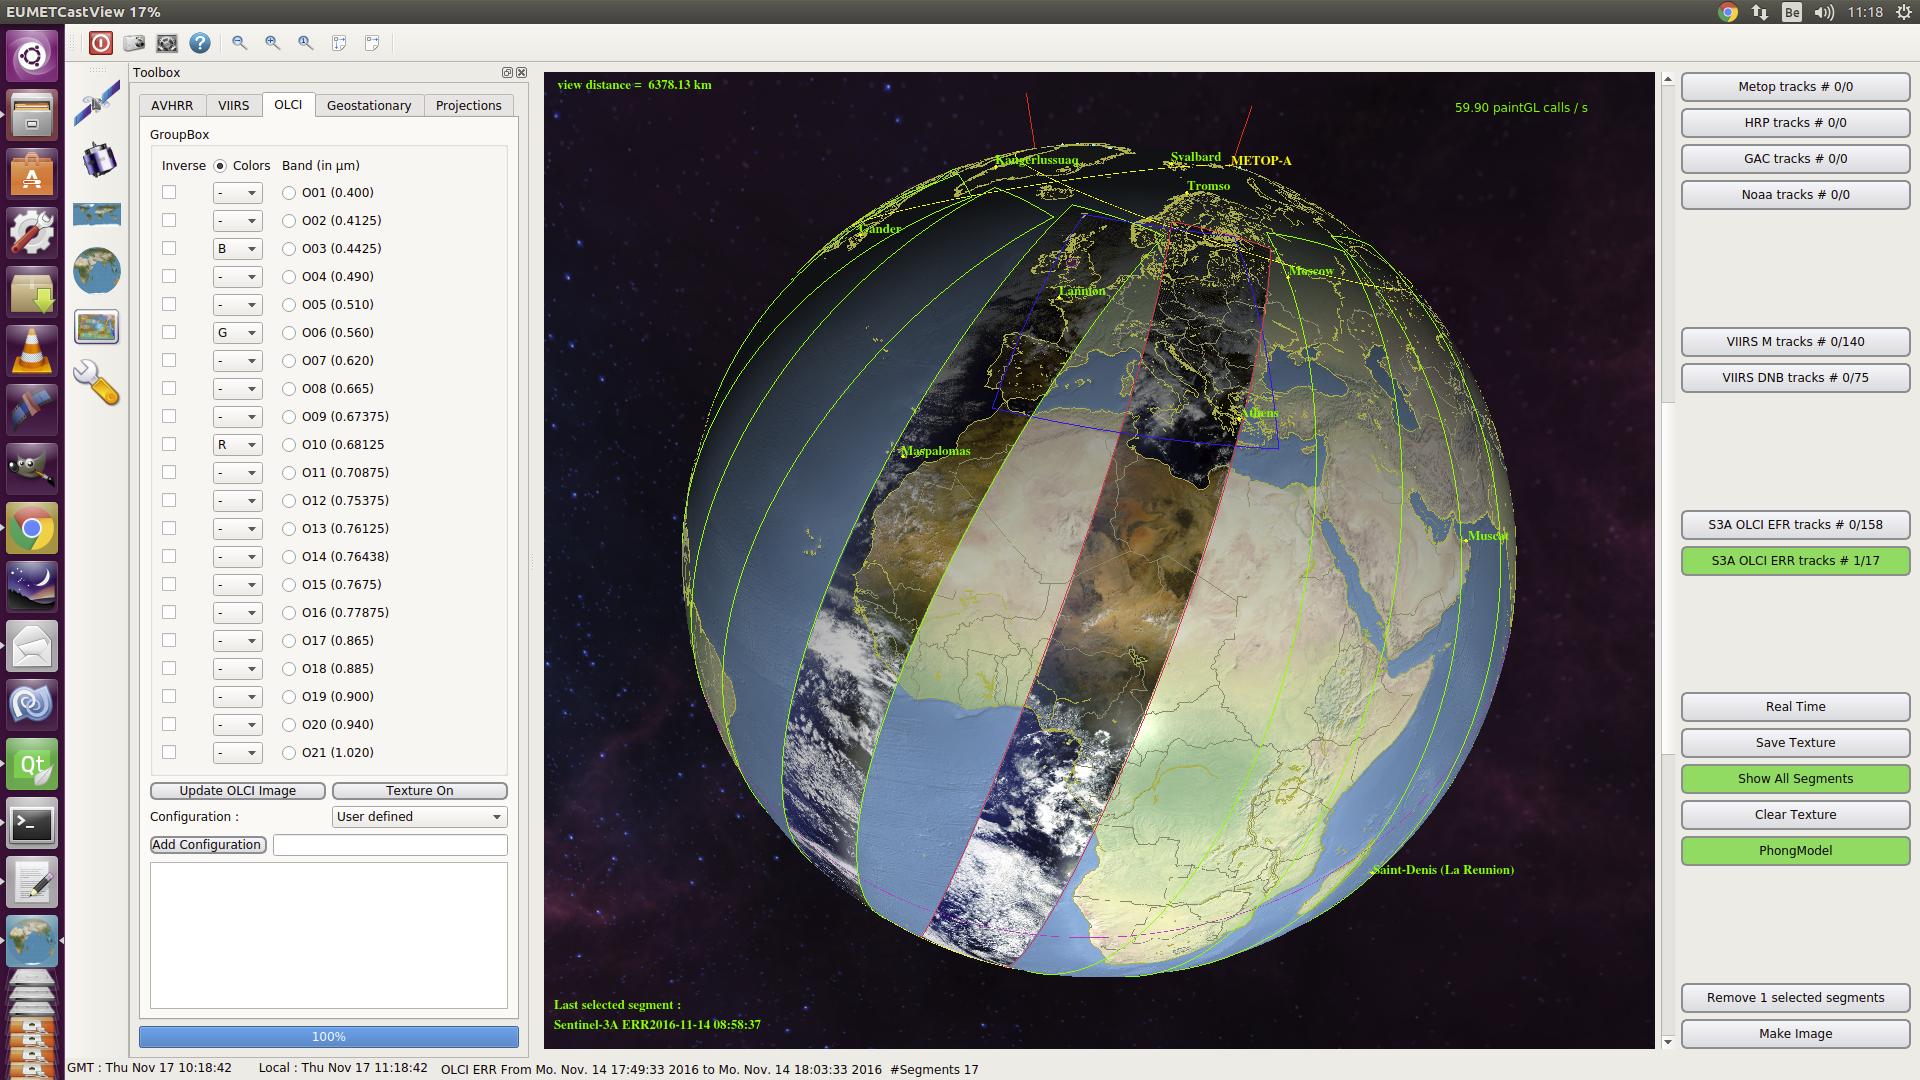 EUMETCastView 17%
Be
11:18
Toolbox
AVHRR
VIIRS
OLCI
Geostationary
Projections
GroupBox
Inverse Colors Band (in µm)
- O01 (0.400)
- O02 (0.4125)
B O03 (0.4425)
- O04 (0.490)
- O05 (0.510)
G O06 (0.560)
- O07 (0.620)
- O08 (0.665)
- O09 (0.67375)
R O10 (0.68125
- O11 (0.70875)
- O12 (0.75375)
- O13 (0.76125)
- O14 (0.76438)
- O15 (0.7675)
- O16 (0.77875)
- O17 (0.865)
- O18 (0.885)
- O19 (0.900)
- O20 (0.940)
- O21 (1.020)
Update OLCI Image
Texture On
Configuration :
User defined
Add Configuration
100%
view distance = 6378.13 km
59.90 paintGL calls / s
Kangerlussuaq
Svalbard
METOP-A
Tromso
Gander
Moscow
Lannion
Athens
Maspalomas
Muscat
Saint-Denis (La Reunion)
Last selected segment :
Sentinel-3A ERR2016-11-14 08:58:37
Metop tracks # 0/0
HRP tracks # 0/0
GAC tracks # 0/0
Noaa tracks # 0/0
VIIRS M tracks # 0/140
VIIRS DNB tracks # 0/75
S3A OLCI EFR tracks # 0/158
S3A OLCI ERR tracks # 1/17
Real Time
Save Texture
Show All Segments
Clear Texture
PhongModel
Remove 1 selected segments
Make Image
GMT : Thu Nov 17 10:18:42
Local : Thu Nov 17 11:18:42
OLCI ERR From Mo. Nov. 14 17:49:33 2016 to Mo. Nov. 14 18:03:33 2016 #Segments 17